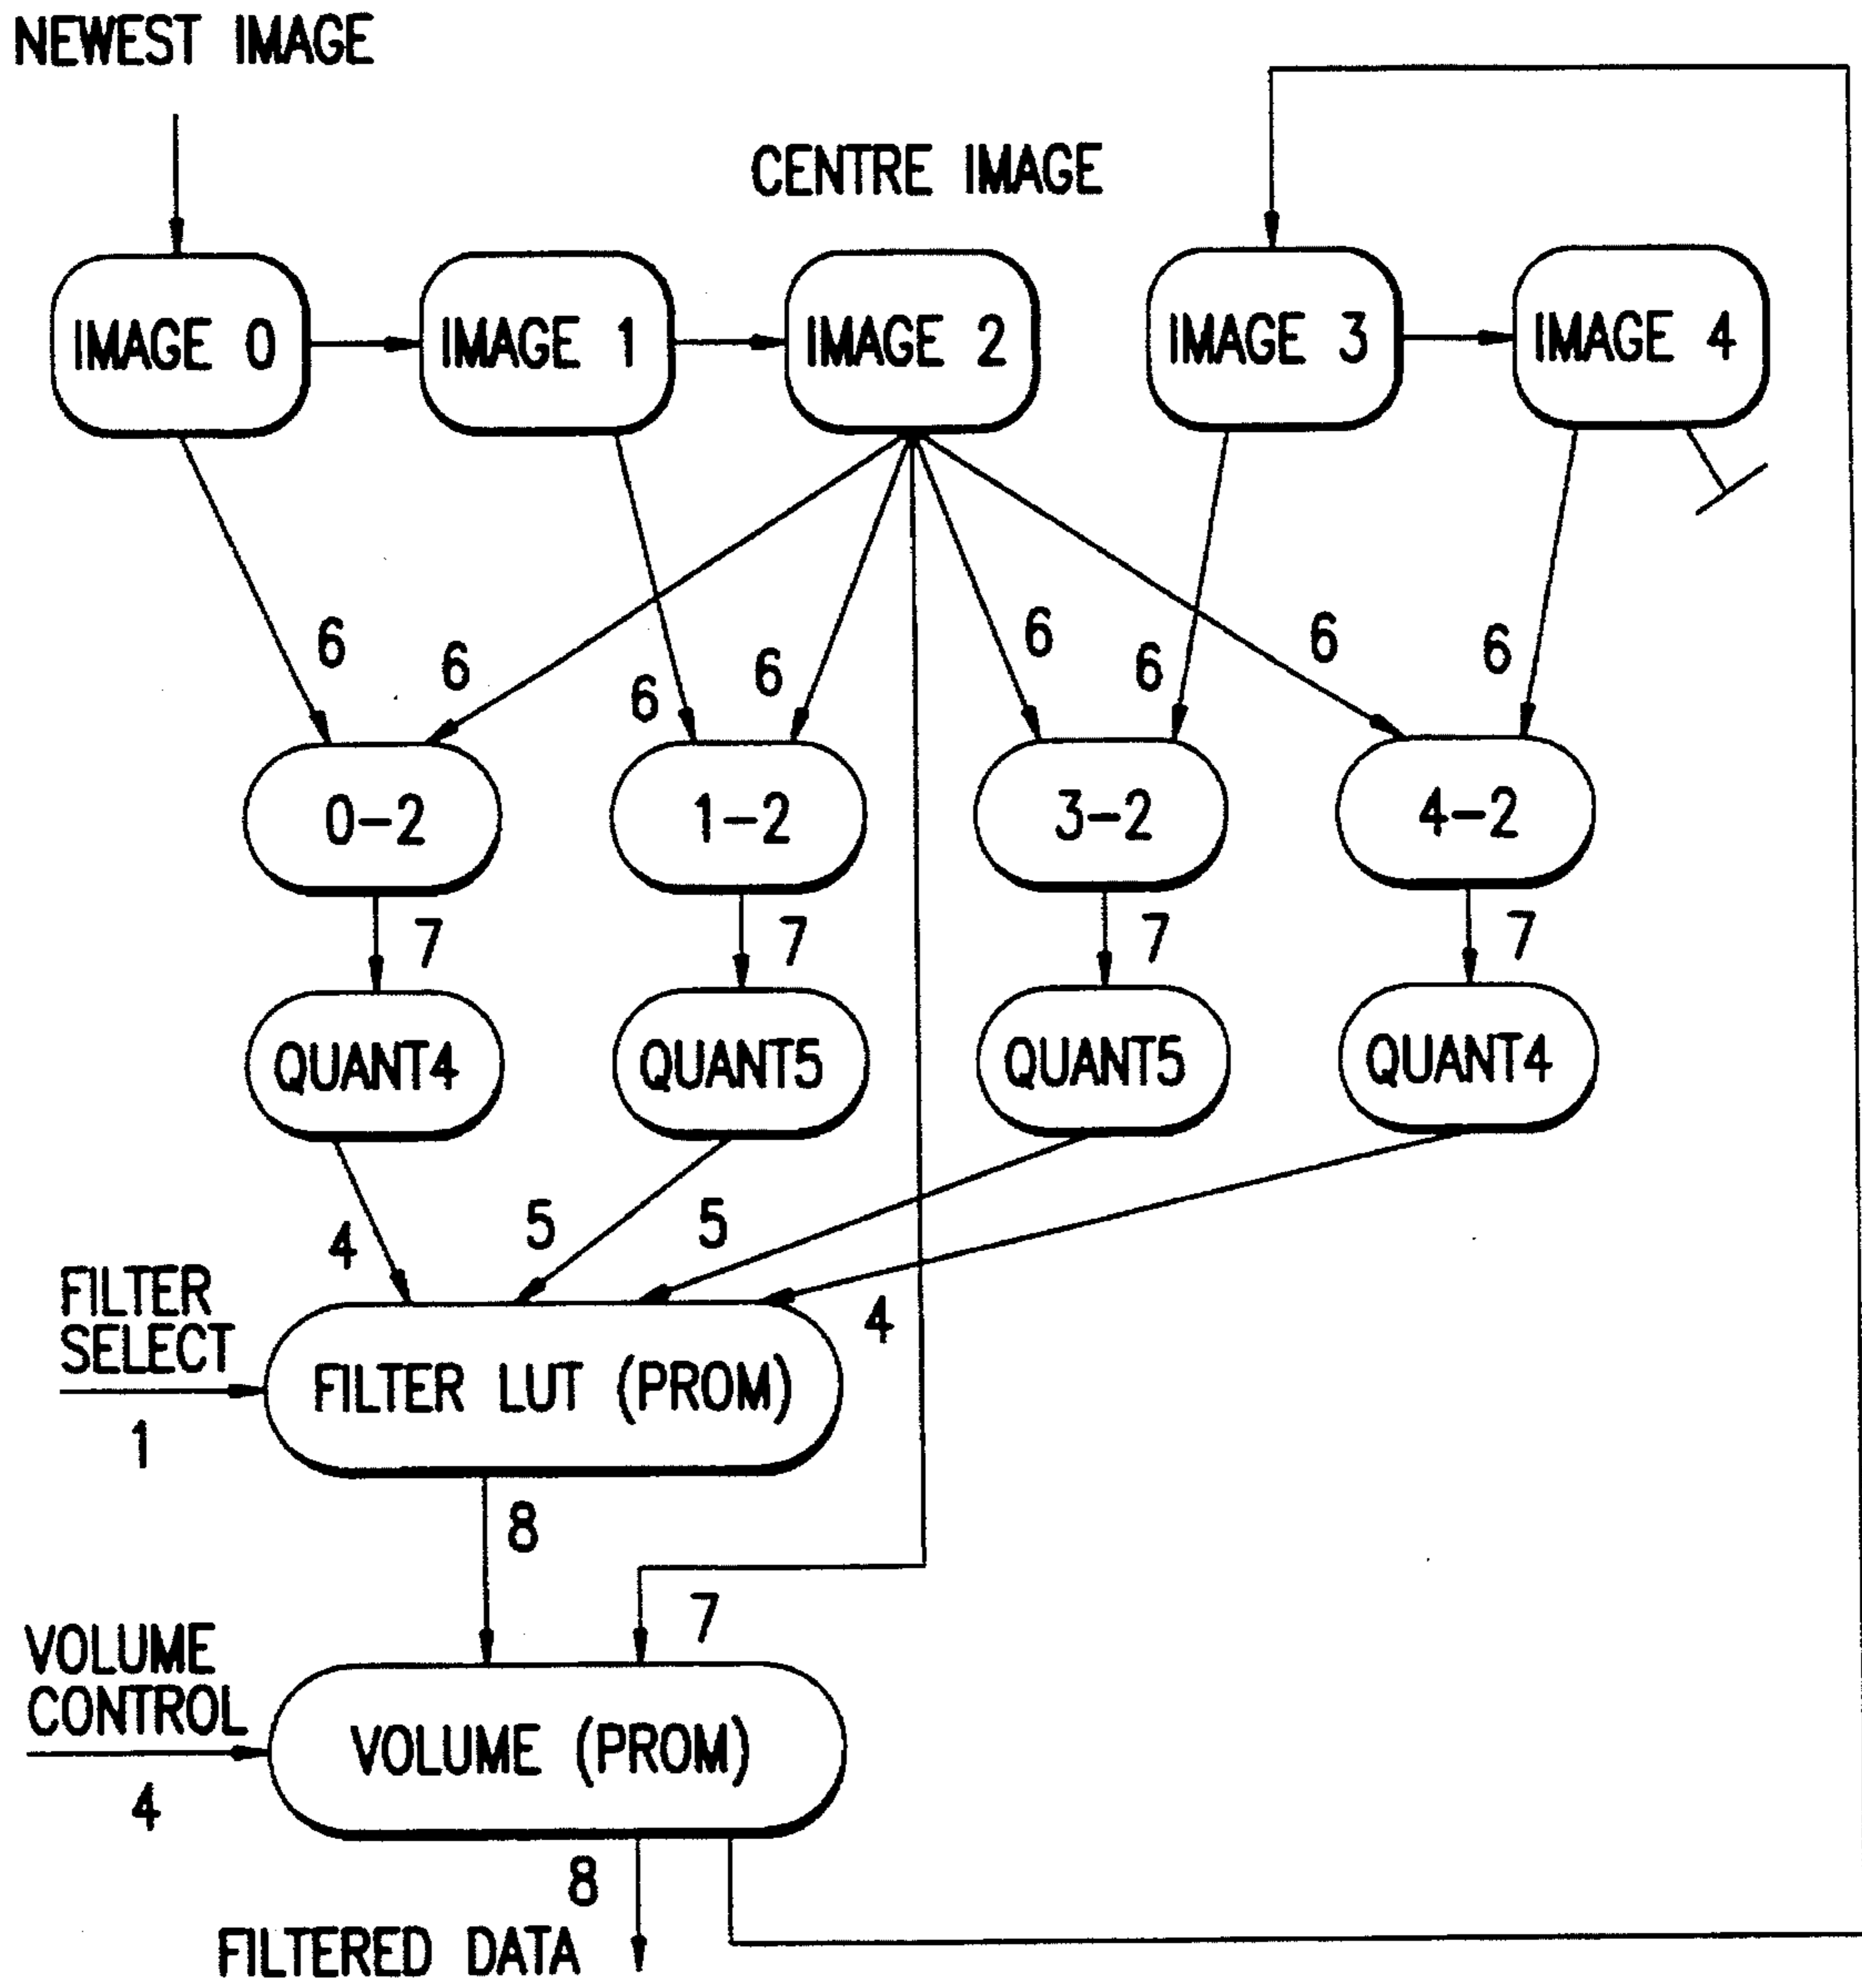 NEWEST IMAGE
CENTRE IMAGE
IMAGE 0
IMAGE 1
IMAGE 2
IMAGE 3
IMAGE 4
6
6
6
6
6
6
6
6
0-2
1-2
3-2
4-2
7
7
7
7
QUANT4
QUANT5
QUANT5
QUANT4
4
5
5
4
FILTER
SELECT
1
FILTER LUT (PROM)
8
7
VOLUME
CONTROL
4
VOLUME (PROM)
8
FILTERED DATA